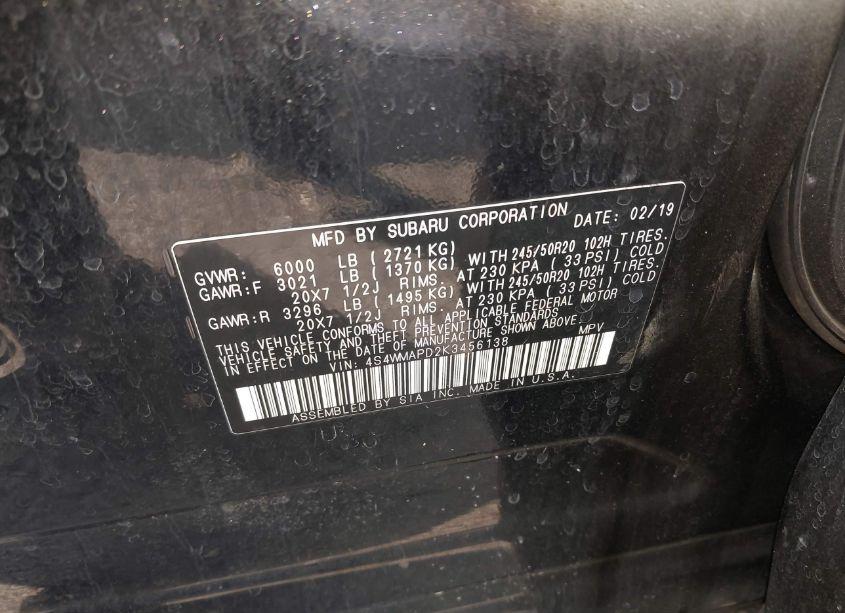 MFD BY SUBARU CORPORATION DATE: 02/19
GVWR: 6000 LB ( 2721 KG)
GAWR:F 3021 LB ( 1370 KG) WITH 245/50R20 102H TIRES.
20X7 1/2J RIMS. AT 230 KPA ( 33 PSI) COLD
GAWR:R 3296 LB ( 1495 KG) WITH 245/50R20 102H TIRES.
20X7 1/2J RIMS. AT 230 KPA ( 33 PSI) COLD
THIS VEHICLE CONFORMS TO ALL APPLICABLE FEDERAL MOTOR
VEHICLE SAFETY AND THEFT PREVENTION STANDARDS
IN EFFECT ON THE DATE OF MANUFACTURE SHOWN ABOVE.
VIN: 4S4WMAPD2K3456138 MPV
ASSEMBLED BY SIA INC. MADE IN U.S.A.